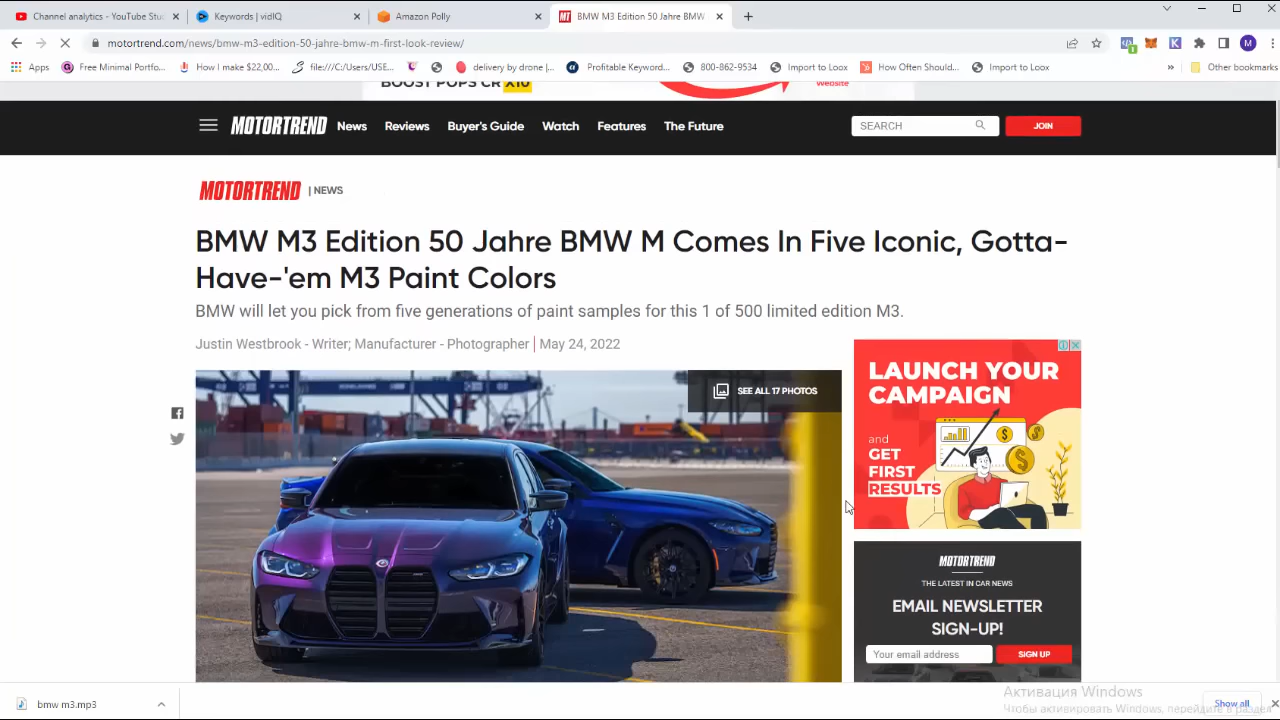 Channel analytics - YouTube Stu
Keywords | vidIQ
Amazon Polly
BMW M3 Edition 50 Jahre BMW
motortrend.com/news/bmw-m3-edition-50-jahre-bmw-m-first-look-review/
M
Apps
Free Minimal Portfo...
How I make $22,00...
file:///C:/Users/USE...
delivery by drone |...
Profitable Keyword...
800-862-9534
Import to Loox
How Often Should...
Import to Loox
»
Other bookmarks
BOOST POPS CR X10
website
MOTORTREND
News
Reviews
Buyer's Guide
Watch
Features
The Future
SEARCH
JOIN
MOTORTREND | NEWS
BMW M3 Edition 50 Jahre BMW M Comes In Five Iconic, Gotta-
Have-'em M3 Paint Colors
BMW will let you pick from five generations of paint samples for this 1 of 500 limited edition M3.
Justin Westbrook - Writer; Manufacturer - Photographer | May 24, 2022
SEE ALL 17 PHOTOS
LAUNCH YOUR
CAMPAIGN
and
GET
FIRST
RESULTS
MOTORTREND
THE LATEST IN CAR NEWS
EMAIL NEWSLETTER
SIGN-UP!
Your email address
SIGN UP
bmw m3.mp3
Активация Windows
Чтобы активировать Windows, перейдите в раздел
Show all